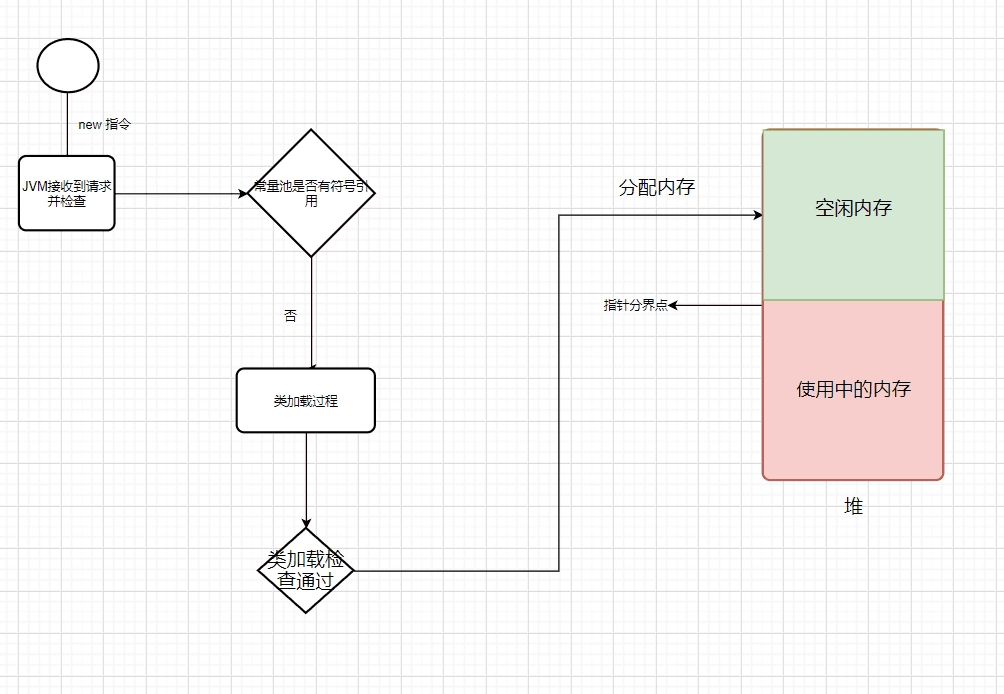 new 指令
JVM接收到请求
并检查
常量池是否有符号引
用
否
类加载过程
类加载检
查通过
分配内存
指针分界点
空闲内存
使用中的内存
堆